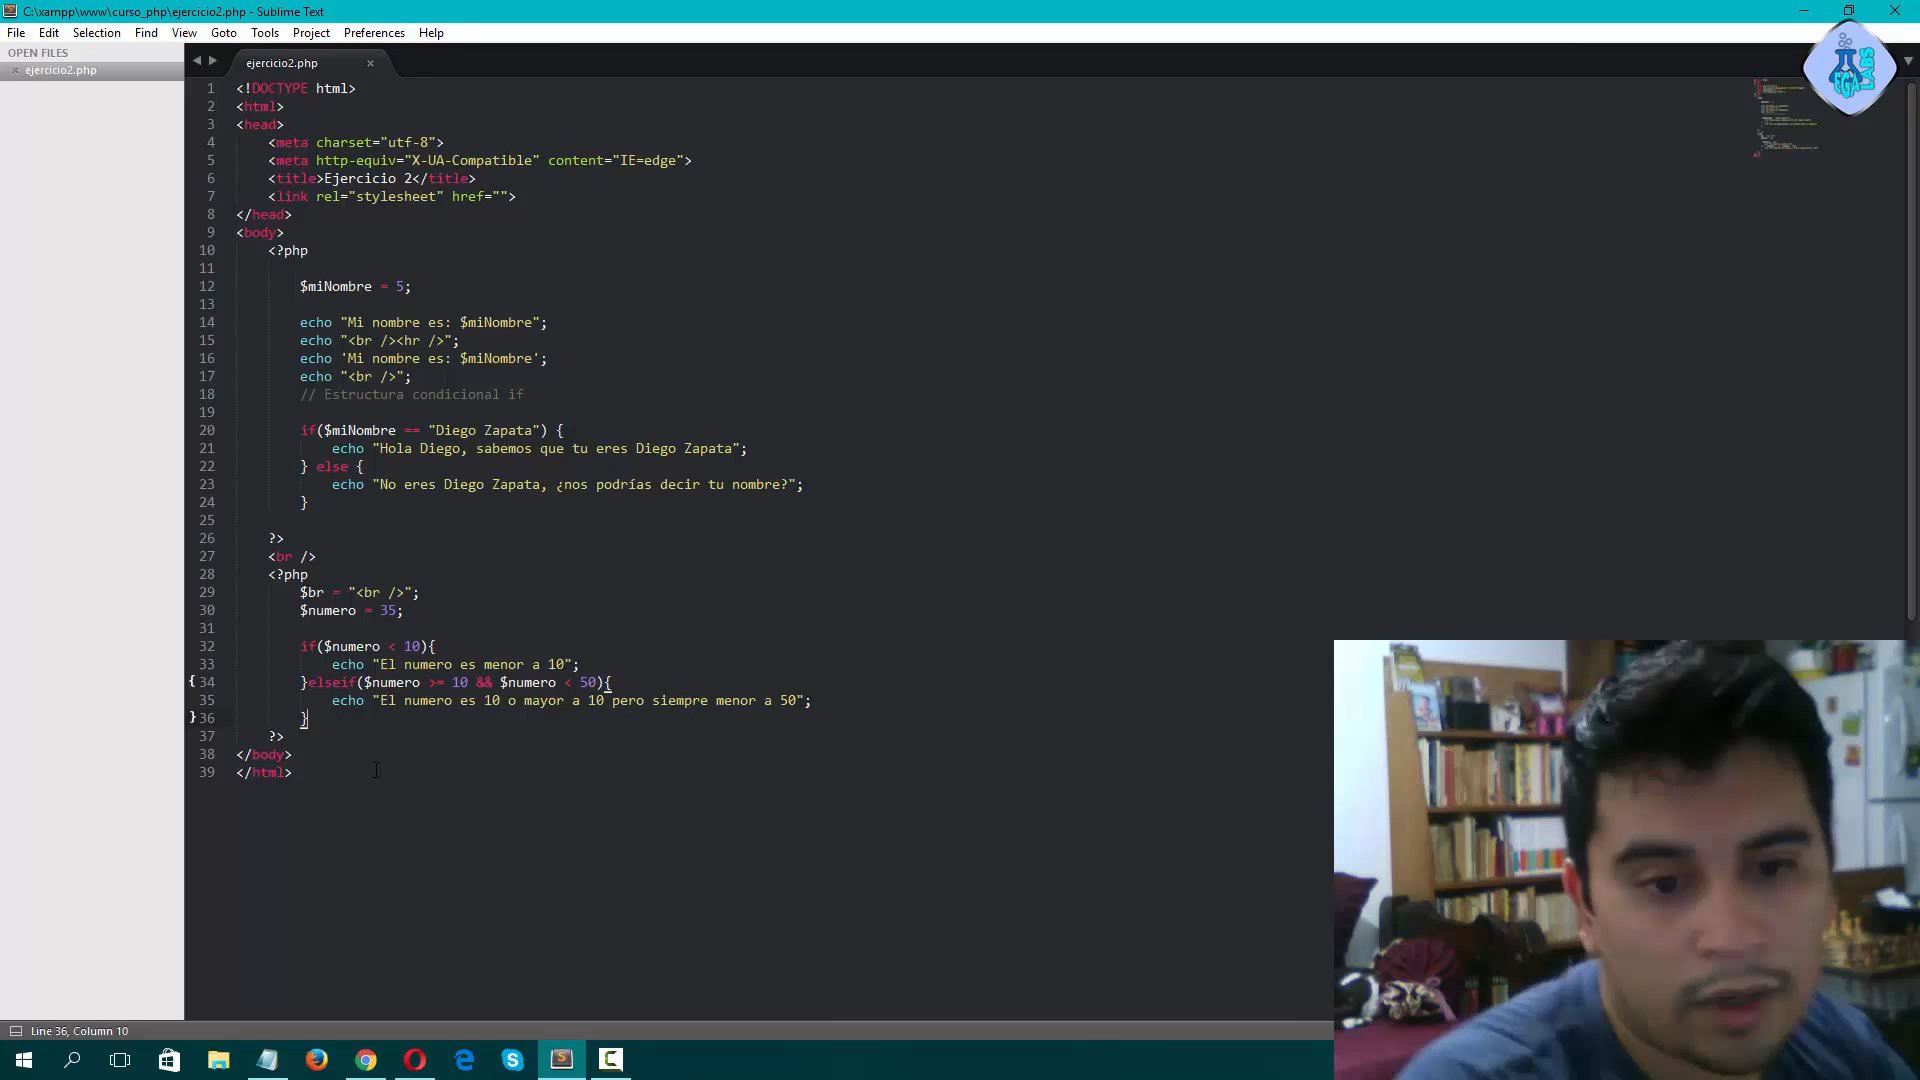 C:\xampp\www\curso_php\ejercicio2.php - Sublime Text
File Edit Selection Find View Goto Tools Project Preferences Help
OPEN FILES
ejercicio2.php
ejercicio2.php
EGA LABS
1 <!DOCTYPE html>
2 <html>
3 <head>
4 <meta charset="utf-8">
5 <meta http-equiv="X-UA-Compatible" content="IE=edge">
6 <title>Ejercicio 2</title>
7 <link rel="stylesheet" href="">
8 </head>
9 <body>
10 <?php
11
12 $miNombre = 5;
13
14 echo "Mi nombre es: $miNombre";
15 echo "<br /><hr />";
16 echo 'Mi nombre es: $miNombre';
17 echo "<br />";
18 // Estructura condicional if
19
20 if($miNombre == "Diego Zapata") {
21 echo "Hola Diego, sabemos que tu eres Diego Zapata";
22 } else {
23 echo "No eres Diego Zapata, ¿nos podrías decir tu nombre?";
24 }
25
26 ?>
27 <br />
28 <?php
29 $br = "<br />";
30 $numero = 35;
31
32 if($numero < 10){
33 echo "El numero es menor a 10";
34 }elseif($numero >= 10 && $numero < 50){
35 echo "El numero es 10 o mayor a 10 pero siempre menor a 50";
36 }
37 ?>
38 </body>
39 </html>
Line 36, Column 10